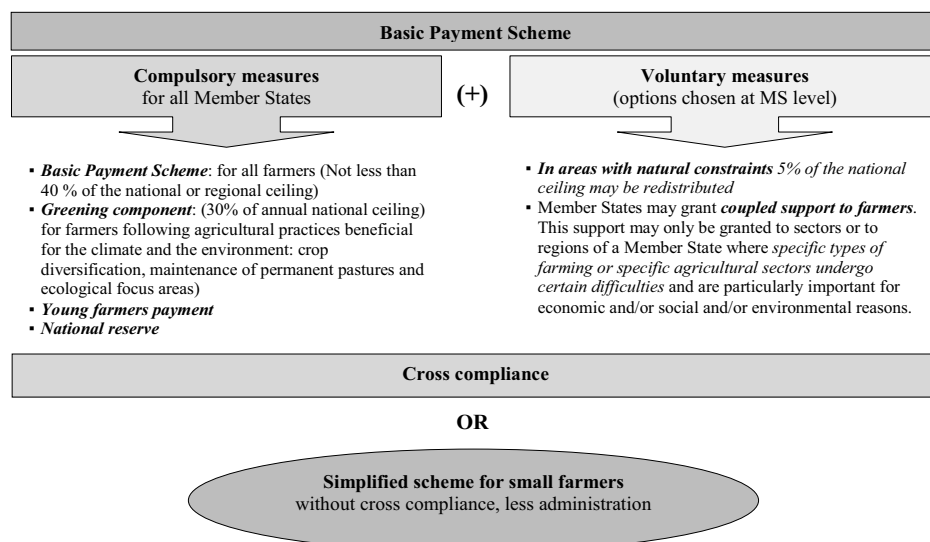 Basic Payment Scheme
Compulsory measures
for all Member States
(+)
Voluntary measures
(options chosen at MS level)
▪ Basic Payment Scheme: for all farmers (Not less than
40 % of the national or regional ceiling)
▪ Greening component: (30% of annual national ceiling)
for farmers following agricultural practices beneficial
for the climate and the environment: crop
diversification, maintenance of permanent pastures and
ecological focus areas)
▪ Young farmers payment
▪ National reserve
▪ In areas with natural constraints 5% of the national
ceiling may be redistributed
▪ Member States may grant coupled support to farmers.
This support may only be granted to sectors or to
regions of a Member State where specific types of
farming or specific agricultural sectors undergo
certain difficulties and are particularly important for
economic and/or social and/or environmental reasons.
Cross compliance
OR
Simplified scheme for small farmers
without cross compliance, less administration